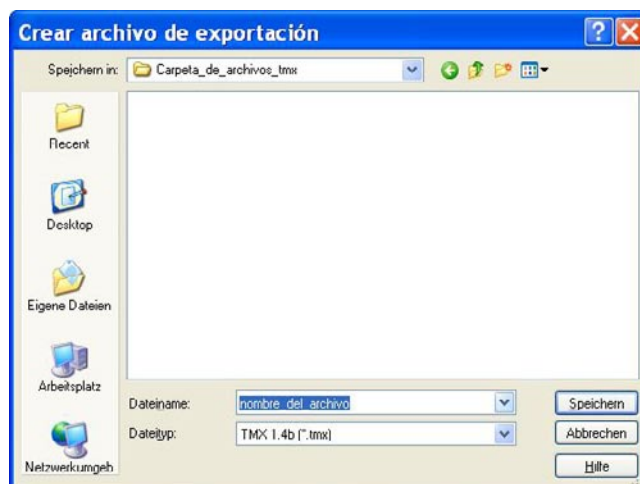 Crear archivo de exportación
Speichern in:
Carpeta_de_archivos_tmx
Recent
Desktop
Eigene Dateien
Arbeitsplatz
Netzwerkumgeb
Dateiname:
nombre_del_archivo
Speichern
Dateityp:
TMX 1.4b (*.tmx)
Abbrechen
Hilfe